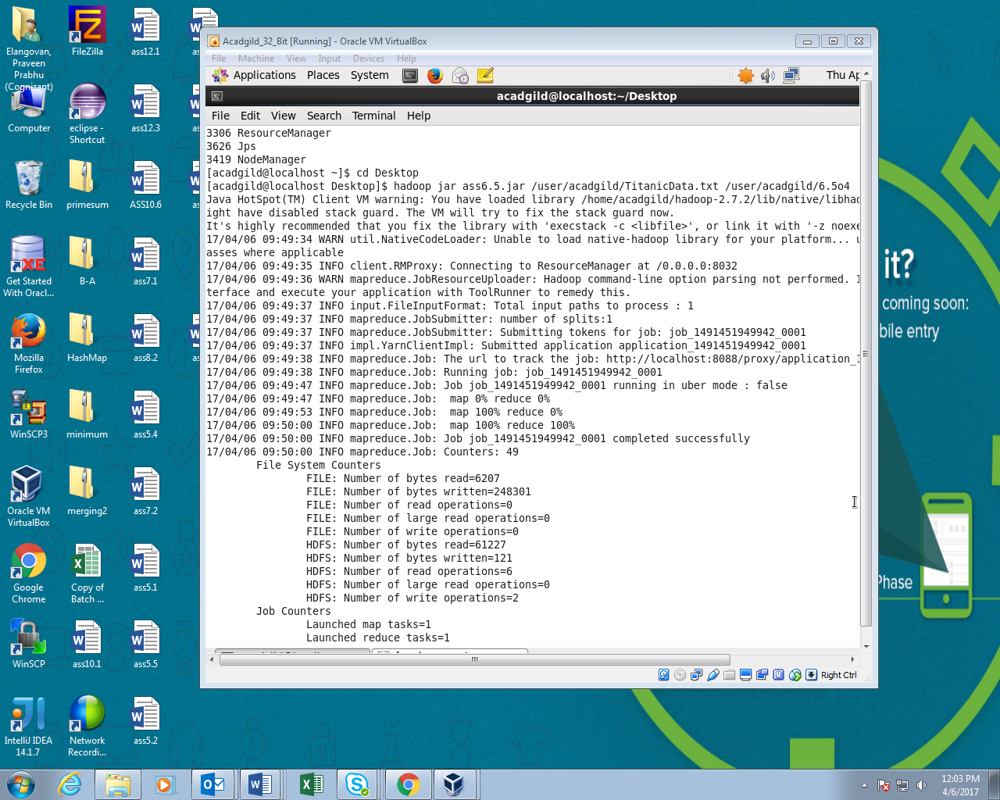 Elangovan,
Praveen
Prabhu
(Cognizant)
FileZilla
ass12.1
Computer
eclipse -
Shortcut
ass12.3
Recycle Bin
primesum
ASS10.6
Get Started
With Oracl...
B-A
ass7.1
Mozilla
Firefox
HashMap
ass8.2
WinSCP3
minimum
ass5.4
Oracle VM
VirtualBox
merging2
ass7.2
Google
Chrome
Copy of
Batch ...
ass5.1
WinSCP
ass10.1
ass5.5
IntelliJ IDEA
14.1.7
Network
Recordi...
ass5.2
Acadgild_32_Bit [Running] - Oracle VM VirtualBox
File Machine View Input Devices Help
Applications Places System Thu Ap
acadgild@localhost:~/Desktop
File Edit View Search Terminal Help
3306 ResourceManager
3626 Jps
3419 NodeManager
[acadgild@localhost ~]$ cd Desktop
[acadgild@localhost Desktop]$ hadoop jar ass6.5.jar /user/acadgild/TitanicData.txt /user/acadgild/6.5o4
Java HotSpot(TM) Client VM warning: You have loaded library /home/acadgild/hadoop-2.7.2/lib/native/libhad
ight have disabled stack guard. The VM will try to fix the stack guard now.
It's highly recommended that you fix the library with 'execstack -c <libfile>', or link it with '-z noexe
17/04/06 09:49:34 WARN util.NativeCodeLoader: Unable to load native-hadoop library for your platform... u
asses where applicable
17/04/06 09:49:35 INFO client.RMProxy: Connecting to ResourceManager at /0.0.0.0:8032
17/04/06 09:49:36 WARN mapreduce.JobResourceUploader: Hadoop command-line option parsing not performed. I
terface and execute your application with ToolRunner to remedy this.
17/04/06 09:49:37 INFO input.FileInputFormat: Total input paths to process : 1
17/04/06 09:49:37 INFO mapreduce.JobSubmitter: number of splits:1
17/04/06 09:49:37 INFO mapreduce.JobSubmitter: Submitting tokens for job: job_1491451949942_0001
17/04/06 09:49:37 INFO impl.YarnClientImpl: Submitted application application_1491451949942_0001
17/04/06 09:49:38 INFO mapreduce.Job: The url to track the job: http://localhost:8088/proxy/application_1
17/04/06 09:49:38 INFO mapreduce.Job: Running job: job_1491451949942_0001
17/04/06 09:49:47 INFO mapreduce.Job: Job job_1491451949942_0001 running in uber mode : false
17/04/06 09:49:47 INFO mapreduce.Job:  map 0% reduce 0%
17/04/06 09:49:53 INFO mapreduce.Job:  map 100% reduce 0%
17/04/06 09:50:00 INFO mapreduce.Job:  map 100% reduce 100%
17/04/06 09:50:00 INFO mapreduce.Job: Job job_1491451949942_0001 completed successfully
17/04/06 09:50:00 INFO mapreduce.Job: Counters: 49
File System Counters
FILE: Number of bytes read=6207
FILE: Number of bytes written=248301
FILE: Number of read operations=0
FILE: Number of large read operations=0
FILE: Number of write operations=0
HDFS: Number of bytes read=61227
HDFS: Number of bytes written=121
HDFS: Number of read operations=6
HDFS: Number of large read operations=0
HDFS: Number of write operations=2
Job Counters
Launched map tasks=1
Launched reduce tasks=1
Right Ctrl
it?
coming soon:
bile entry
Phase
12:03 PM
4/6/2017